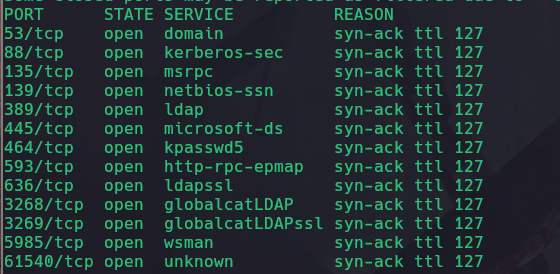 PORT STATE SERVICE REASON
53/tcp open domain syn-ack ttl 127
88/tcp open kerberos-sec syn-ack ttl 127
135/tcp open msrpc syn-ack ttl 127
139/tcp open netbios-ssn syn-ack ttl 127
389/tcp open ldap syn-ack ttl 127
445/tcp open microsoft-ds syn-ack ttl 127
464/tcp open kpasswd5 syn-ack ttl 127
593/tcp open http-rpc-epmap syn-ack ttl 127
636/tcp open ldapssl syn-ack ttl 127
3268/tcp open globalcatLDAP syn-ack ttl 127
3269/tcp open globalcatLDAPssl syn-ack ttl 127
5985/tcp open wsman syn-ack ttl 127
61540/tcp open unknown syn-ack ttl 127